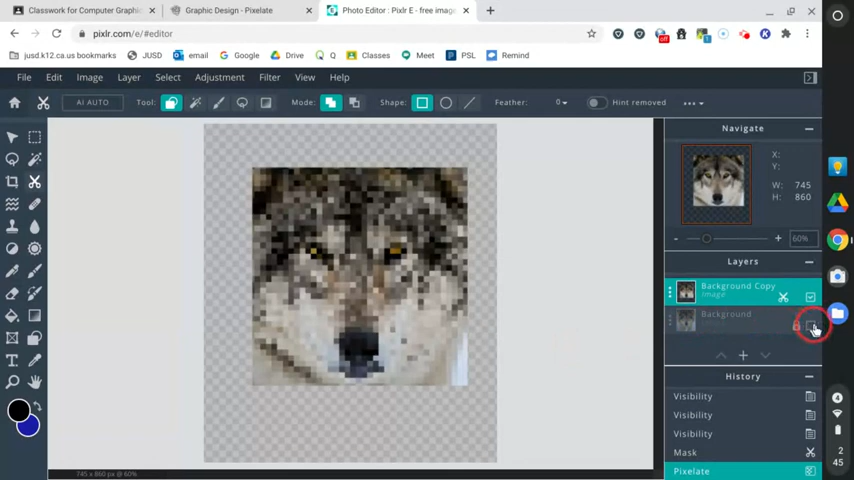 Classwork for Computer Graphic × Graphic Design - Pixelate × Photo Editor : Pixlr E - free imag ×
pixlr.com/e/#editor
jusd.k12.ca.us bookmarks JUSD email Google Drive Q Classes Meet PSL Remind
File Edit Image Layer Select Adjustment Filter View Help
AI AUTO Tool: Mode: Shape: Feather: 0 Hint removed
Navigate
X:
Y:
W: 745
H: 860
60%
Layers
Background Copy
Image
Background
History
Visibility
Visibility
Visibility
Mask
Pixelate
745 x 860 px @ 60%
4
2
45